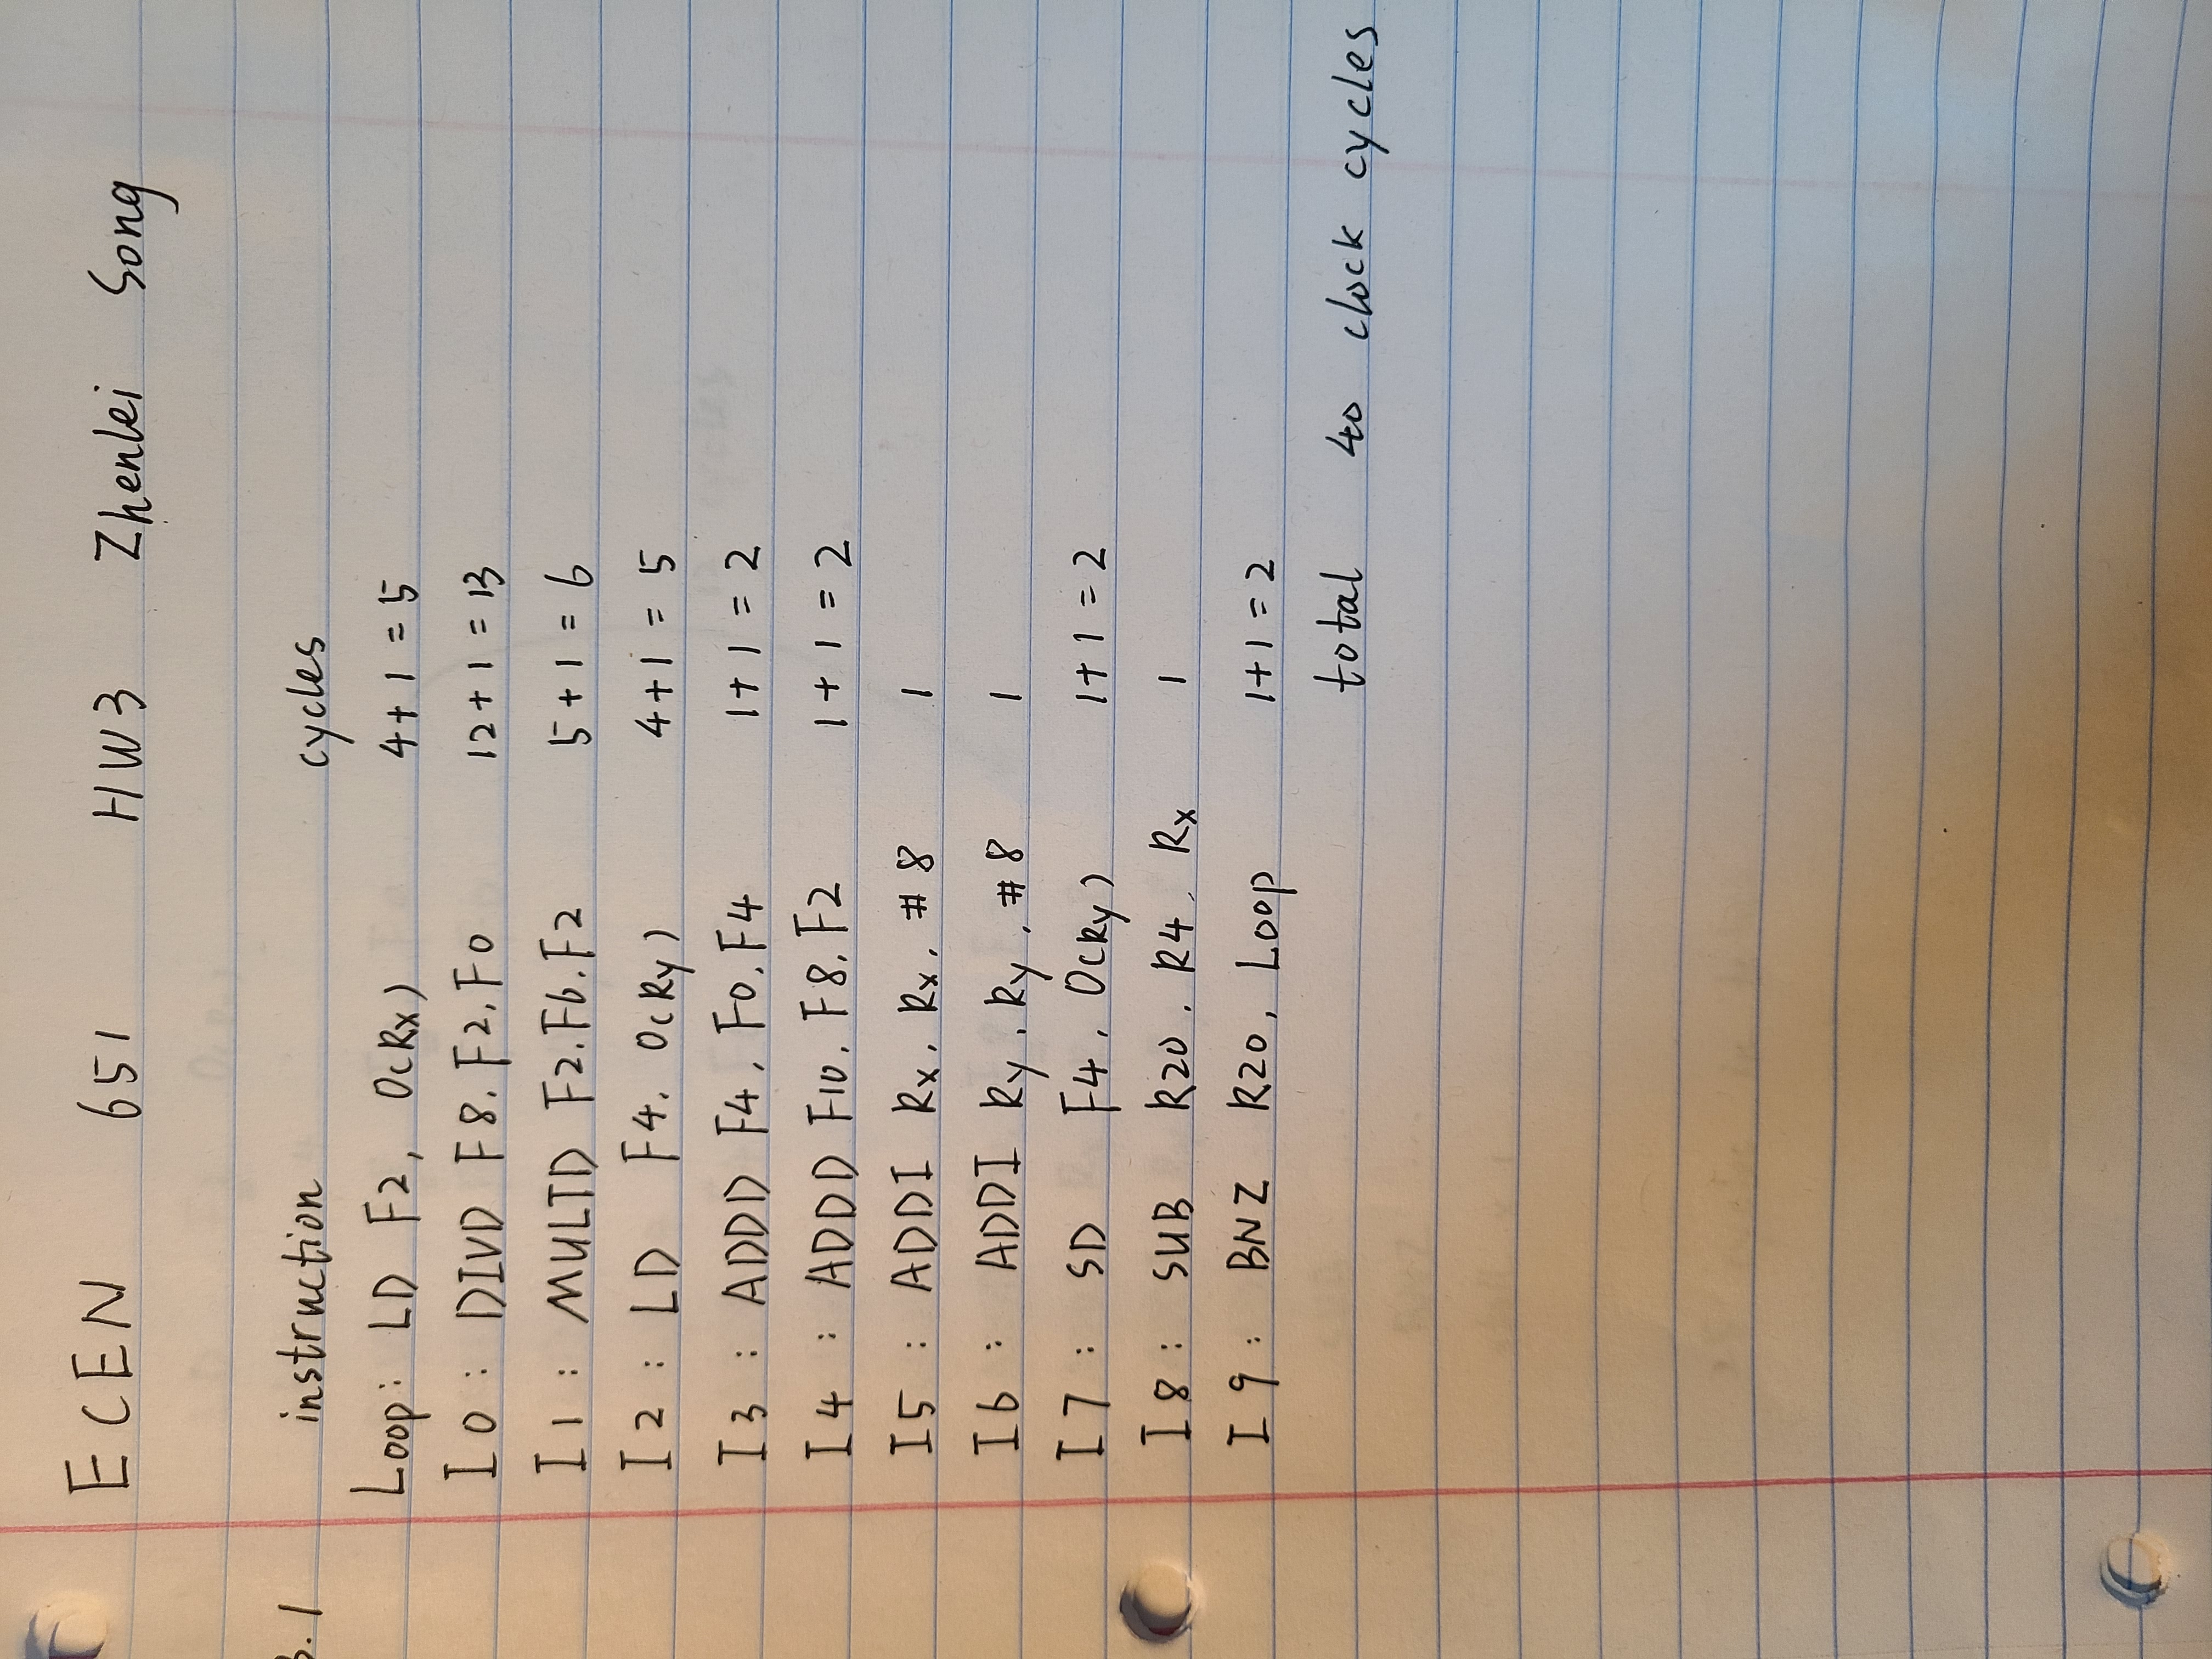 ECEN 651 HW3 Zhenlei Song
3.1 instruction cycles
Loop: LD F2, 0(Rx) 4+1=5
I0: DIVD F8, F2, F0 12+1=13
I1: MULTD F2, F6, F2 5+1=6
I2: LD F4, 0(Ry) 4+1=5
I3: ADDD F4, F0, F4 1+1=2
I4: ADDD F10, F8, F2 1+1=2
I5: ADDI Rx, Rx, #8 1
I6: ADDI Ry, Ry, #8 1
I7: SD F4, 0(Ry) 1+1=2
I8: SUB R20, R4, Rx 1
I9: BNZ R20, Loop 1+1=2
total 40 clock cycles